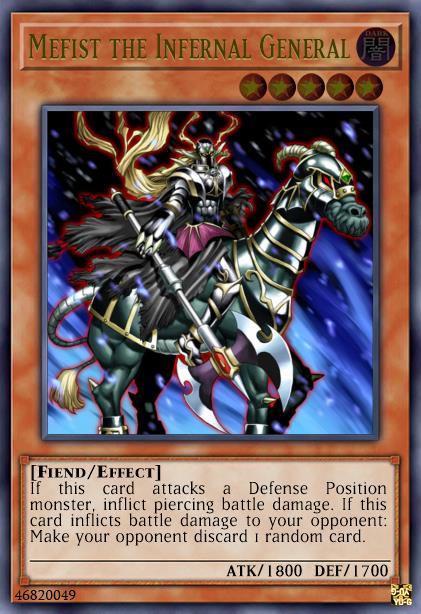 Mefist the Infernal General
DARK
闇
[Fiend/Effect]
If this card attacks a Defense Position
monster, inflict piercing battle damage. If this
card inflicts battle damage to your opponent:
Make your opponent discard 1 random card.
ATK/1800 DEF/1700
46820049